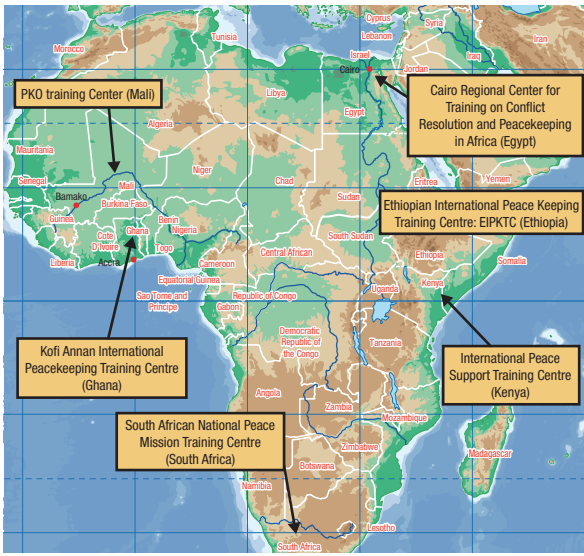 Cyprus
Syria
Tunisia
Lebanon
Iran
Morocco
Israel
Iraq
Cairo
Jordan
PKO training Center (Mali)
Libya
Egypt
Cairo Regional Center for
Training on Conflict
Resolution and Peacekeeping
in Africa (Egypt)
Algeria
Mauritania
Niger
Senegal
Mali
Chad
Eritrea
Yemen
Bamako
Burkina Faso
Sudan
Guinea
Benin
Ghana
Nigeria
Ethiopian International Peace Keeping
Training Centre: EIPKTC (Ethiopia)
Cote
D'Ivoire
Togo
South Sudan
Liberia
Accra
Cameroon
Central African
Ethiopia
Somalia
Equatorial Guinea
Uganda
Kenya
Sao Tome and
Principe
Republic of Congo
Gabon
Democratic
Republic of
the Congo
Tanzania
Kofi Annan International
Peacekeeping Training Centre
(Ghana)
International Peace
Support Training Centre
(Kenya)
Angola
Zambia
Mozambique
South African National Peace
Mission Training Centre
(South Africa)
Zimbabwe
Madagascar
Botswana
Namibia
Lesotho
South Africa